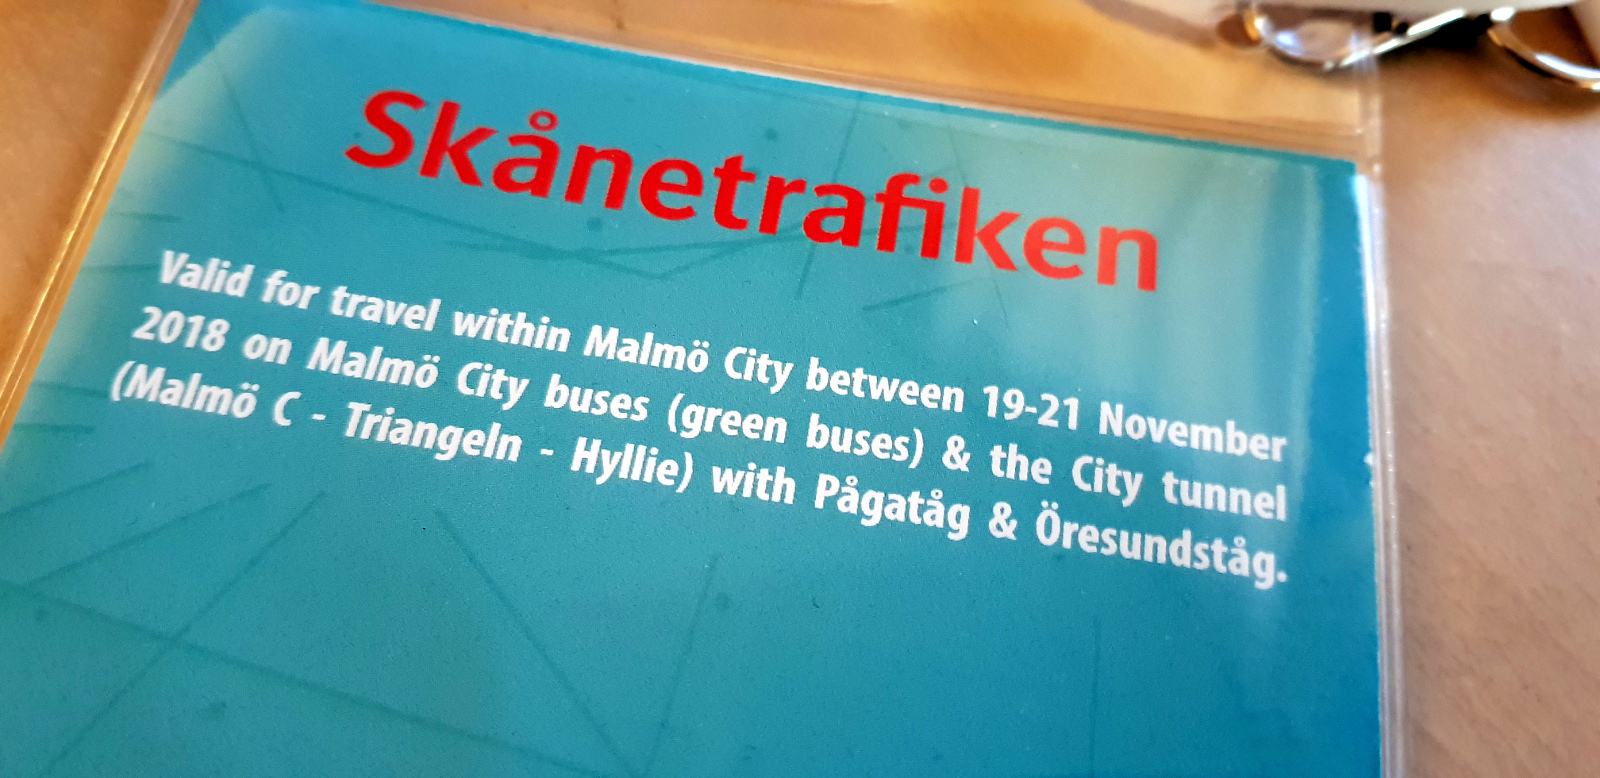 Skånetrafiken
Valid for travel within Malmö City between 19-21 November
2018 on Malmö City buses (green buses) & the City tunnel
(Malmö C - Triangeln - Hyllie) with Pågatåg & Öresundståg.